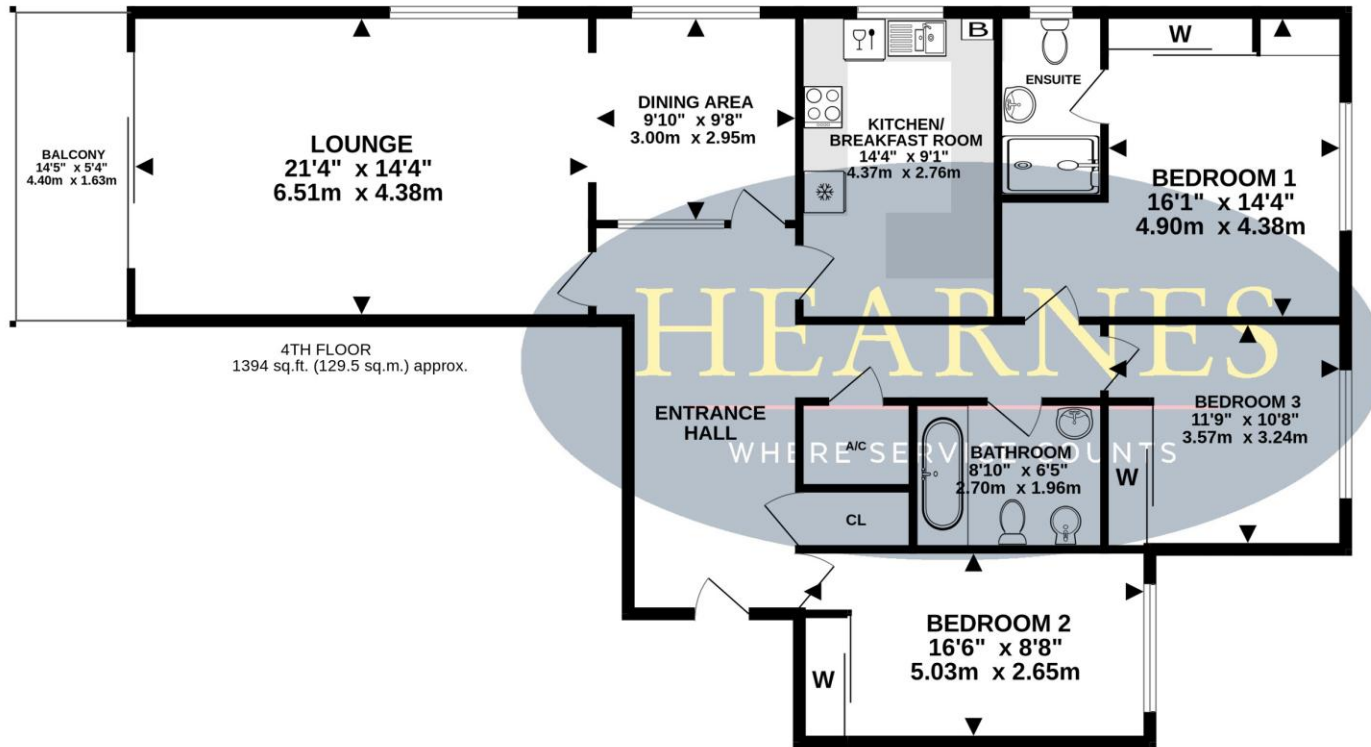 BALCONY
14'5" x 5'4"
4.40m x 1.63m
LOUNGE
21'4" x 14'4"
6.51m x 4.38m
DINING AREA
9'10" x 9'8"
3.00m x 2.95m
KITCHEN/
BREAKFAST ROOM
14'4" x 9'1"
4.37m x 2.76m
B
ENSUITE
W
BEDROOM 1
16'1" x 14'4"
4.90m x 4.38m
4TH FLOOR
1394 sq.ft. (129.5 sq.m.) approx.
HEARNES
WHERE SERVICE COUNTS
ENTRANCE
HALL
A/C
CL
BATHROOM
8'10" x 6'5"
2.70m x 1.96m
W
BEDROOM 3
11'9" x 10'8"
3.57m x 3.24m
BEDROOM 2
16'6" x 8'8"
5.03m x 2.65m
W